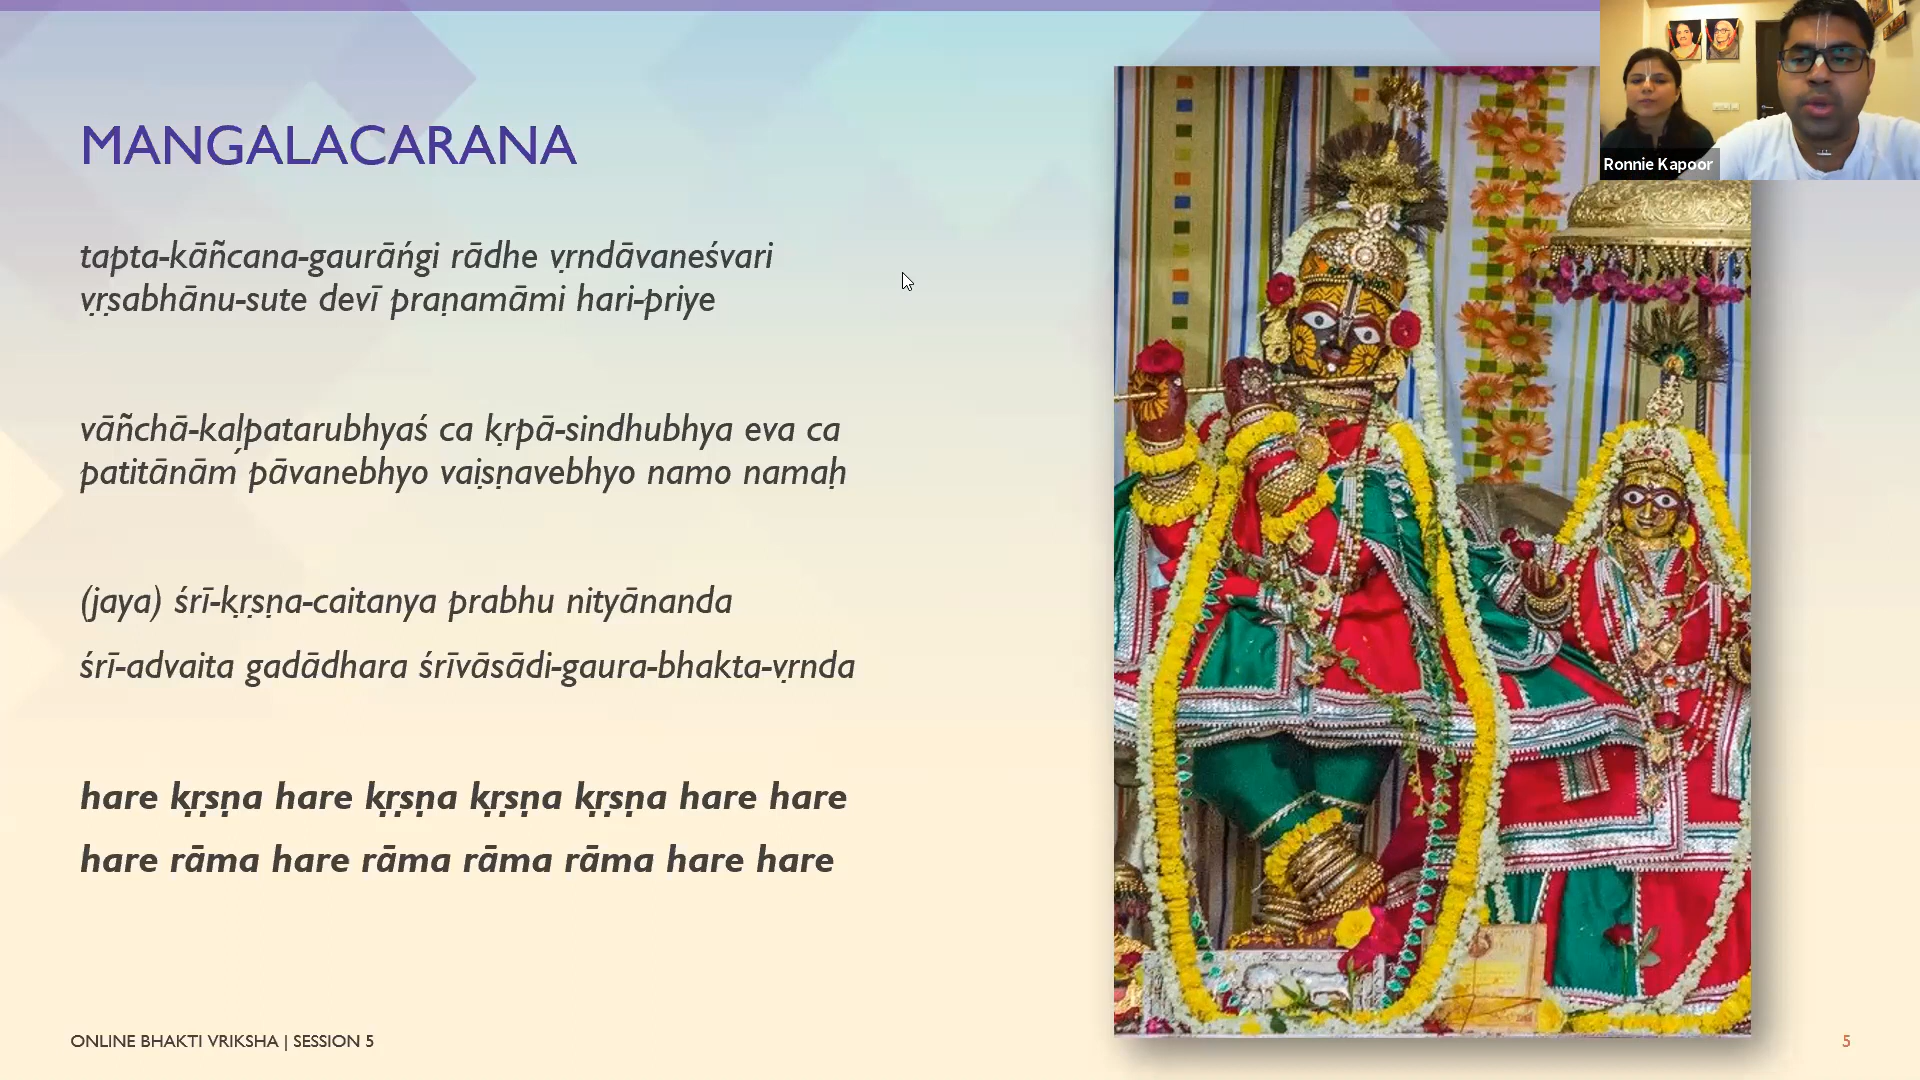 MANGALACARANA
tapta-kāñcana-gaurāṅgi rādhe vṛndāvaneśvari
vṛṣabhānu-sute devī praṇamāmi hari-priye
vāñchā-kalpatarubhyaś ca kṛpā-sindhubhya eva ca
patitānāṁ pāvanebhyo vaiṣṇavebhyo namo namaḥ
(jaya) śrī-kṛṣṇa-caitanya prabhu nityānanda
śrī-advaita gadādhara śrīvāsādi-gaura-bhakta-vṛnda
hare kṛṣṇa hare kṛṣṇa kṛṣṇa kṛṣṇa hare hare
hare rāma hare rāma rāma rāma hare hare
ONLINE BHAKTI VRIKSHA | SESSION 5
5
Ronnie Kapoor